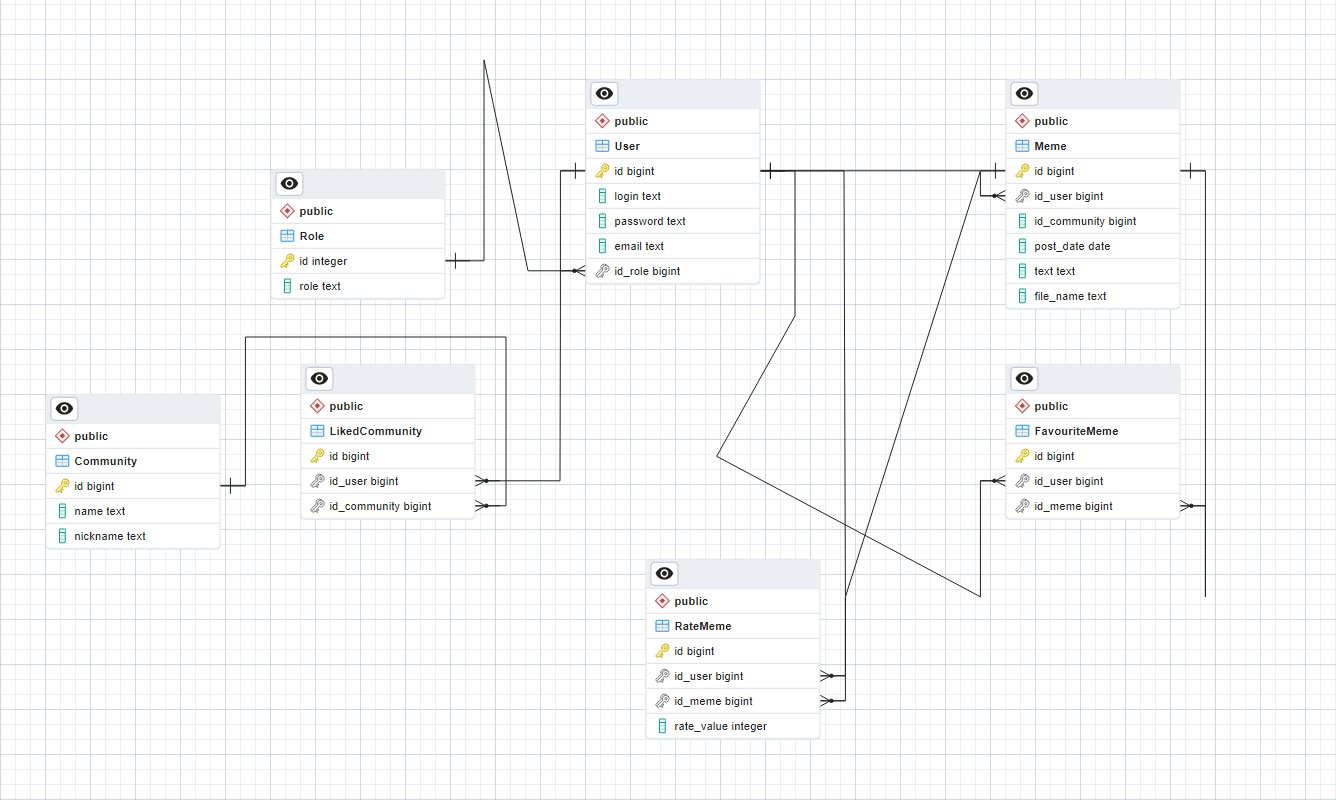 public
User
id bigint
login text
password text
email text
id_role bigint
public
Meme
id bigint
id_user bigint
id_community bigint
post_date date
text text
file_name text
public
Role
id integer
role text
public
Community
id bigint
name text
nickname text
public
LikedCommunity
id bigint
id_user bigint
id_community bigint
public
FavouriteMeme
id bigint
id_user bigint
id_meme bigint
public
RateMeme
id bigint
id_user bigint
id_meme bigint
rate_value integer